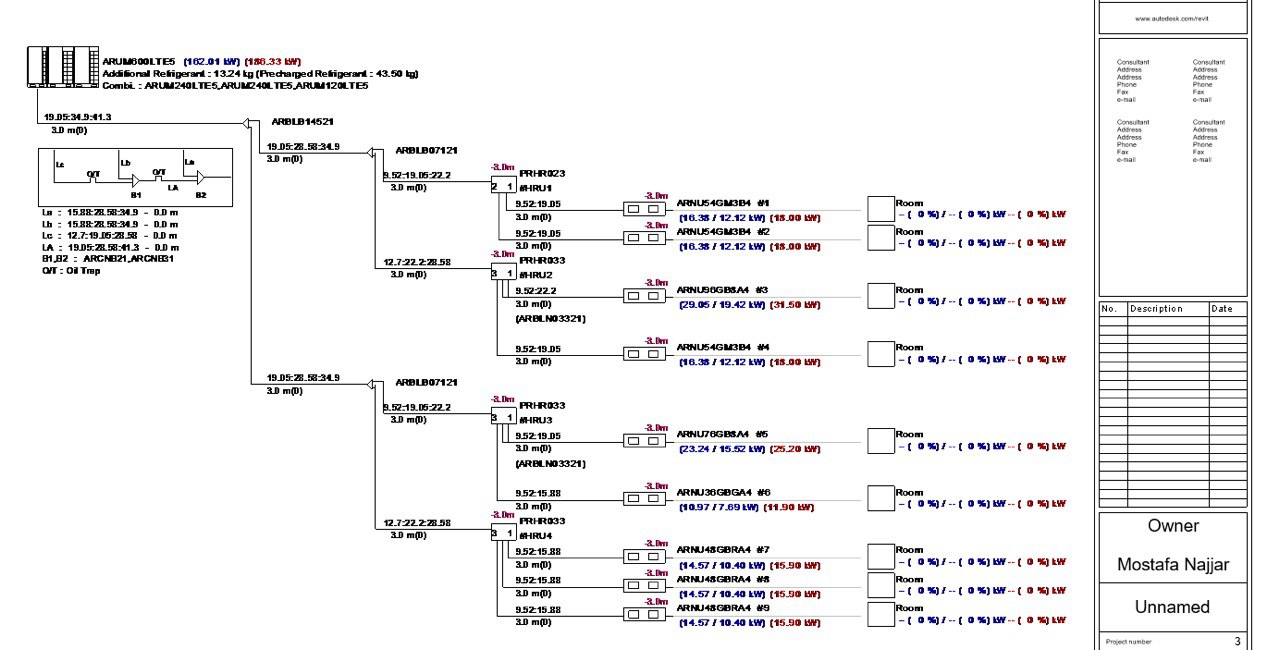 www.autodesk.com/revit
Consultant Consultant
Address Address
Address Address
Phone Phone
Fax Fax
e-mail e-mail
Consultant Consultant
Address Address
Address Address
Phone Phone
Fax Fax
e-mail e-mail
ARUM600LTE5 (162.01 kW) (186.33 kW)
Additional Refrigerant : 13.24 kg (Precharged Refrigerant : 43.50 kg)
Combi. : ARUM240LTE5,ARUM240LTE5,ARUM120LTE5
19.05:34.9:41.3
3.0 m(0)
ARBLB14521
19.05:28.58:34.9
3.0 m(0)
ARBLB07121
Lc O/T Lb O/T La
B1 LA B2
La : 15.88:28.58:34.9 - 0.0 m
Lb : 15.88:28.58:34.9 - 0.0 m
Lc : 12.7:19.05:28.58 - 0.0 m
LA : 19.05:28.58:41.3 - 0.0 m
B1,B2 : ARCNB21,ARCNB31
O/T : Oil Trap
9.52:19.05:22.2
3.0 m(0)
-3.0m
PRHR023
2 1
#HRU1
9.52:19.05
3.0 m(0)
-3.0m
ARNU54GM3B4 #1
(16.38 / 12.12 kW) (18.00 kW)
Room
-- ( 0 %) / -- ( 0 %) kW -- ( 0 %) kW
9.52:19.05
3.0 m(0)
-3.0m
ARNU54GM3B4 #2
(16.38 / 12.12 kW) (18.00 kW)
Room
-- ( 0 %) / -- ( 0 %) kW -- ( 0 %) kW
12.7:22.2:28.58
3.0 m(0)
-3.0m
PRHR033
3 1
#HRU2
9.52:22.2
3.0 m(0)
(ARBLN03321)
-3.0m
ARNU96GB8A4 #3
(29.05 / 19.42 kW) (31.50 kW)
Room
-- ( 0 %) / -- ( 0 %) kW -- ( 0 %) kW
9.52:19.05
3.0 m(0)
-3.0m
ARNU54GM3B4 #4
(16.38 / 12.12 kW) (18.00 kW)
Room
-- ( 0 %) / -- ( 0 %) kW -- ( 0 %) kW
19.05:28.58:34.9
3.0 m(0)
ARBLB07121
9.52:19.05:22.2
3.0 m(0)
-3.0m
PRHR033
3 1
#HRU3
9.52:19.05
3.0 m(0)
(ARBLN03321)
-3.0m
ARNU76GB8A4 #5
(23.24 / 15.52 kW) (25.20 kW)
Room
-- ( 0 %) / -- ( 0 %) kW -- ( 0 %) kW
9.52:15.88
3.0 m(0)
-3.0m
ARNU36GBGA4 #6
(10.97 / 7.69 kW) (11.90 kW)
Room
-- ( 0 %) / -- ( 0 %) kW -- ( 0 %) kW
12.7:22.2:28.58
3.0 m(0)
-3.0m
PRHR033
3 1
#HRU4
9.52:15.88
3.0 m(0)
-3.0m
ARNU48GBRA4 #7
(14.57 / 10.40 kW) (15.90 kW)
Room
-- ( 0 %) / -- ( 0 %) kW -- ( 0 %) kW
9.52:15.88
3.0 m(0)
-3.0m
ARNU48GBRA4 #8
(14.57 / 10.40 kW) (15.90 kW)
Room
-- ( 0 %) / -- ( 0 %) kW -- ( 0 %) kW
9.52:15.88
3.0 m(0)
-3.0m
ARNU48GBRA4 #9
(14.57 / 10.40 kW) (15.90 kW)
Room
-- ( 0 %) / -- ( 0 %) kW -- ( 0 %) kW
No. Description Date
Owner
Mostafa Najjar
Unnamed
Project number 3